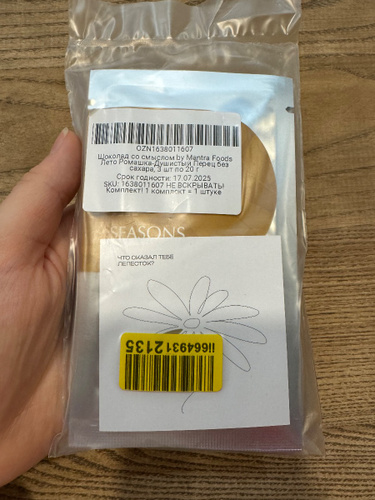 OZN1638011607
Шоколад со смыслом by Mantra Foods
Лето Ромашка-Душистый Перец без
сахара, 3 шт по 20 г
Срок годности: 17.07.2025
SKU: 1638011607 НЕ ВСКРЫВАТЬ!
Комплект! 1 комплект = 1 штуке
SEASONS
ЧТО СКАЗАЛ ТЕБЕ
ЛЕПЕСТОК?
ii6649312135